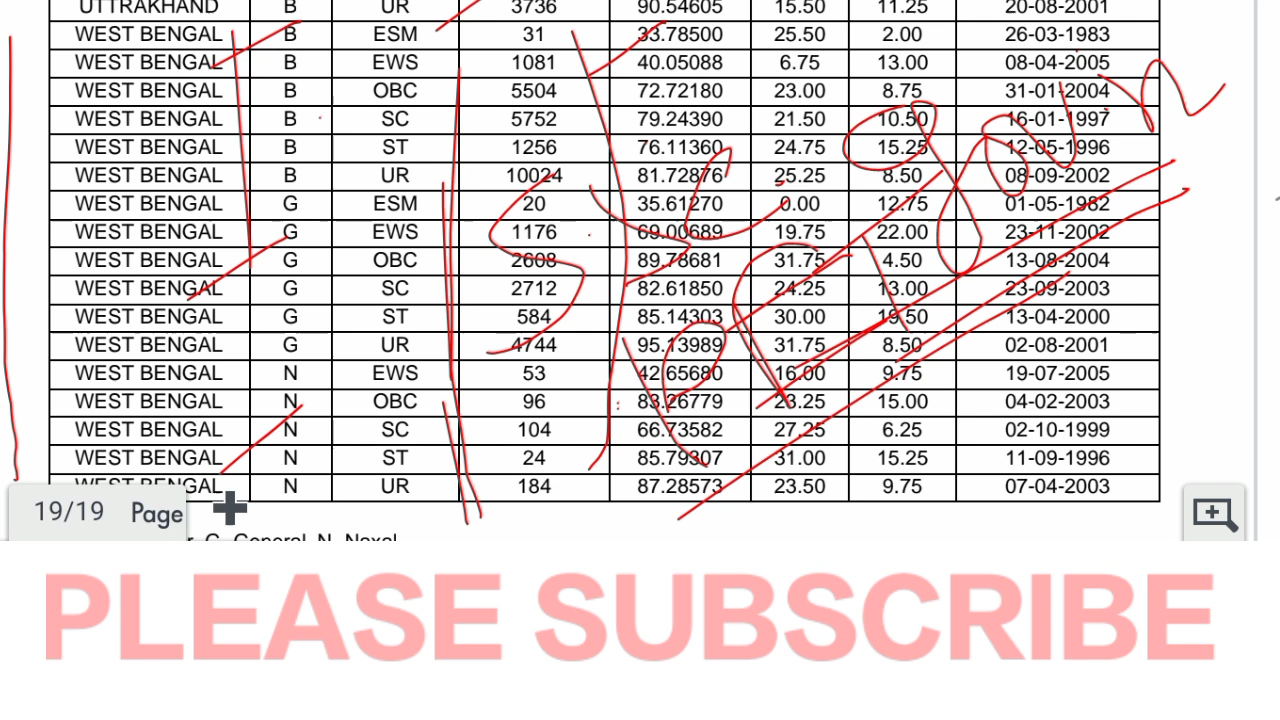 UTTRAKHAND B UR 3736 90.54605 15.50 11.25 20-08-2001
WEST BENGAL B ESM 31 33.78500 25.50 2.00 26-03-1983
WEST BENGAL B EWS 1081 40.05088 6.75 13.00 08-04-2005
WEST BENGAL B OBC 5504 72.72180 23.00 8.75 31-01-2004
WEST BENGAL B SC 5752 79.24390 21.50 10.50 16-01-1997
WEST BENGAL B ST 1256 76.11360 24.75 15.25 12-05-1996
WEST BENGAL B UR 10024 81.72876 25.25 8.50 08-09-2002
WEST BENGAL G ESM 20 35.61270 0.00 12.75 01-05-1982
WEST BENGAL G EWS 1176 69.00689 19.75 22.00 23-11-2002
WEST BENGAL G OBC 2608 89.78681 31.75 4.50 13-08-2004
WEST BENGAL G SC 2712 82.61850 24.25 13.00 23-09-2003
WEST BENGAL G ST 584 85.14303 30.00 19.50 13-04-2000
WEST BENGAL G UR 4744 95.13989 31.75 8.50 02-08-2001
WEST BENGAL N EWS 53 42.65680 16.00 9.75 19-07-2005
WEST BENGAL N OBC 96 83.26779 23.25 15.00 04-02-2003
WEST BENGAL N SC 104 66.73582 27.25 6.25 02-10-1999
WEST BENGAL N ST 24 85.79307 31.00 15.25 11-09-1996
WEST BENGAL N UR 184 87.28573 23.50 9.75 07-04-2003
19/19 Page
G General N Naxal
PLEASE SUBSCRIBE